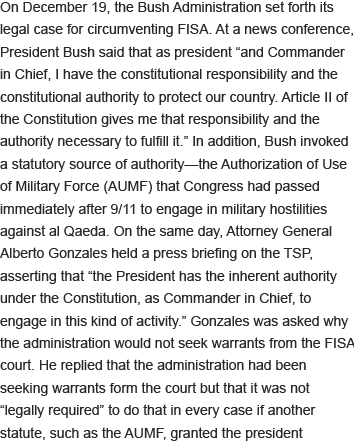 On December 19, the Bush Administration set forth its
legal case for circumventing FISA. At a news conference,
President Bush said that as president “and Commander
in Chief, I have the constitutional responsibility and the
constitutional authority to protect our country. Article II of
the Constitution gives me that responsibility and the
authority necessary to fulfill it.” In addition, Bush invoked
a statutory source of authority—the Authorization of Use
of Military Force (AUMF) that Congress had passed
immediately after 9/11 to engage in military hostilities
against al Qaeda. On the same day, Attorney General
Alberto Gonzales held a press briefing on the TSP,
asserting that “the President has the inherent authority
under the Constitution, as Commander in Chief, to
engage in this kind of activity.” Gonzales was asked why
the administration would not seek warrants from the FISA
court. He replied that the administration had been
seeking warrants form the court but that it was not
“legally required” to do that in every case if another
statute, such as the AUMF, granted the president